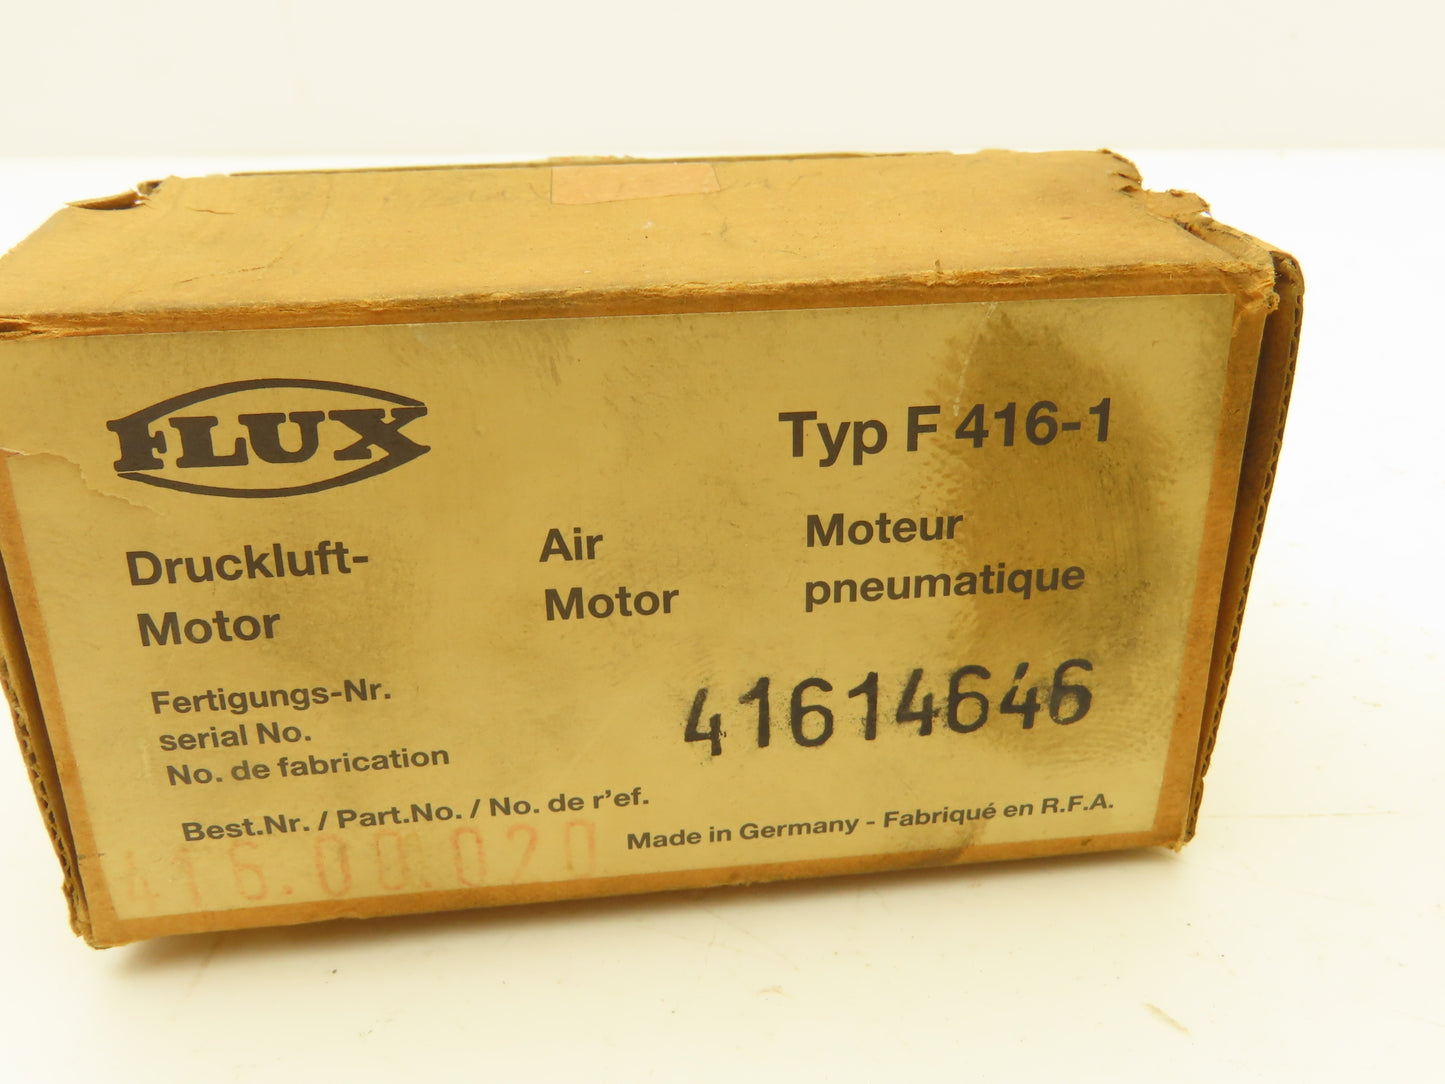 FLUX
Typ F 416-1
Druckluft-
Motor
Air
Motor
Moteur
pneumatique
Fertigungs-Nr.
serial No.
No. de fabrication
41614646
Best.Nr. / Part.No. / No. de r'ef.
416.00.020
Made in Germany - Fabriqué en R.F.A.